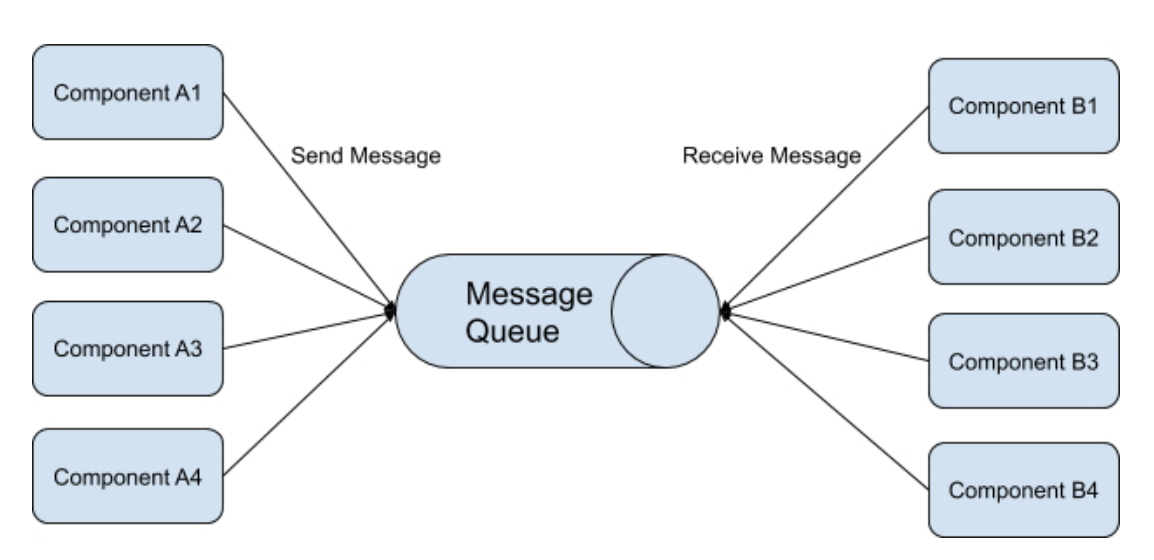 Component A1
Send Message
Receive Message
Component B1
Component A2
Component B2
Message
Queue
Component A3
Component B3
Component A4
Component B4